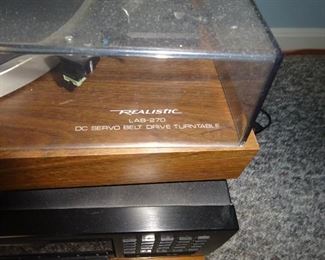 REALISTIC
LAB-270
DC SERVO BELT DRIVE TURNTABLE